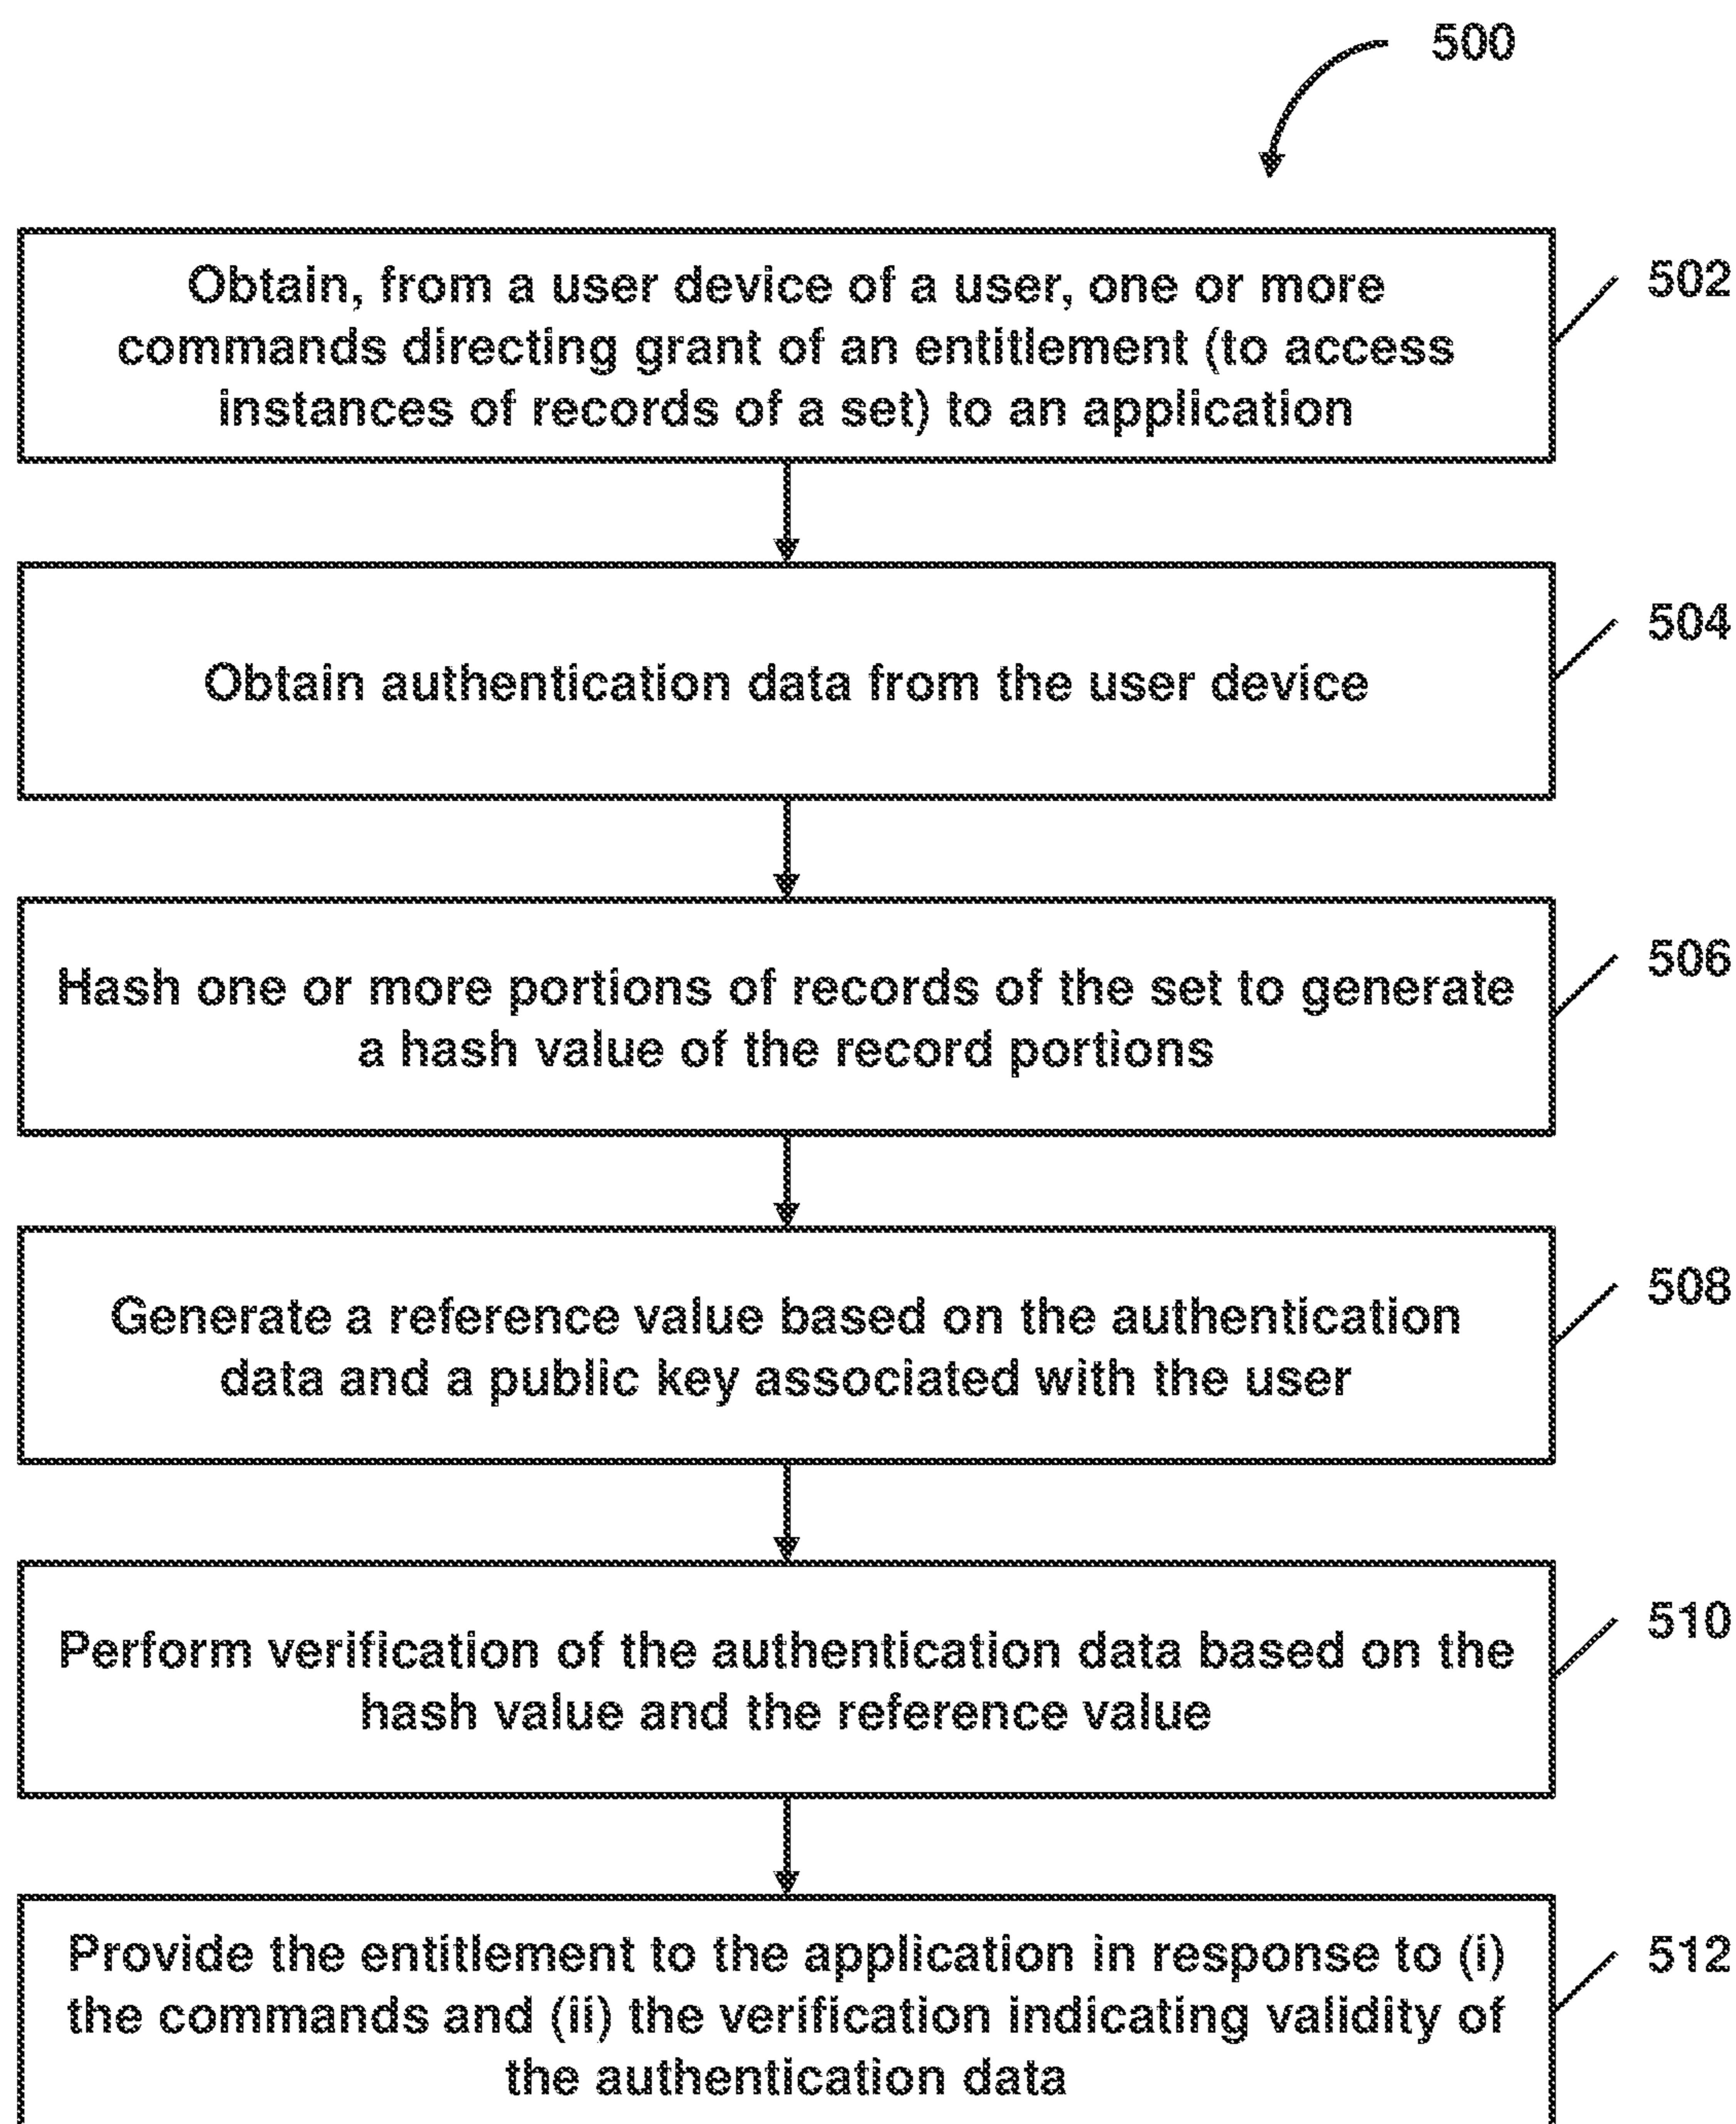 500
Obtain, from a user device of a user, one or more
commands directing grant of an entitlement (to access
instances of records of a set) to an application
502
Obtain authentication data from the user device
504
Hash one or more portions of records of the set to generate
a hash value of the record portions
506
Generate a reference value based on the authentication
data and a public key associated with the user
508
Perform verification of the authentication data based on the
hash value and the reference value
510
Provide the entitlement to the application in response to (i)
the commands and (ii) the verification indicating validity of
the authentication data
512